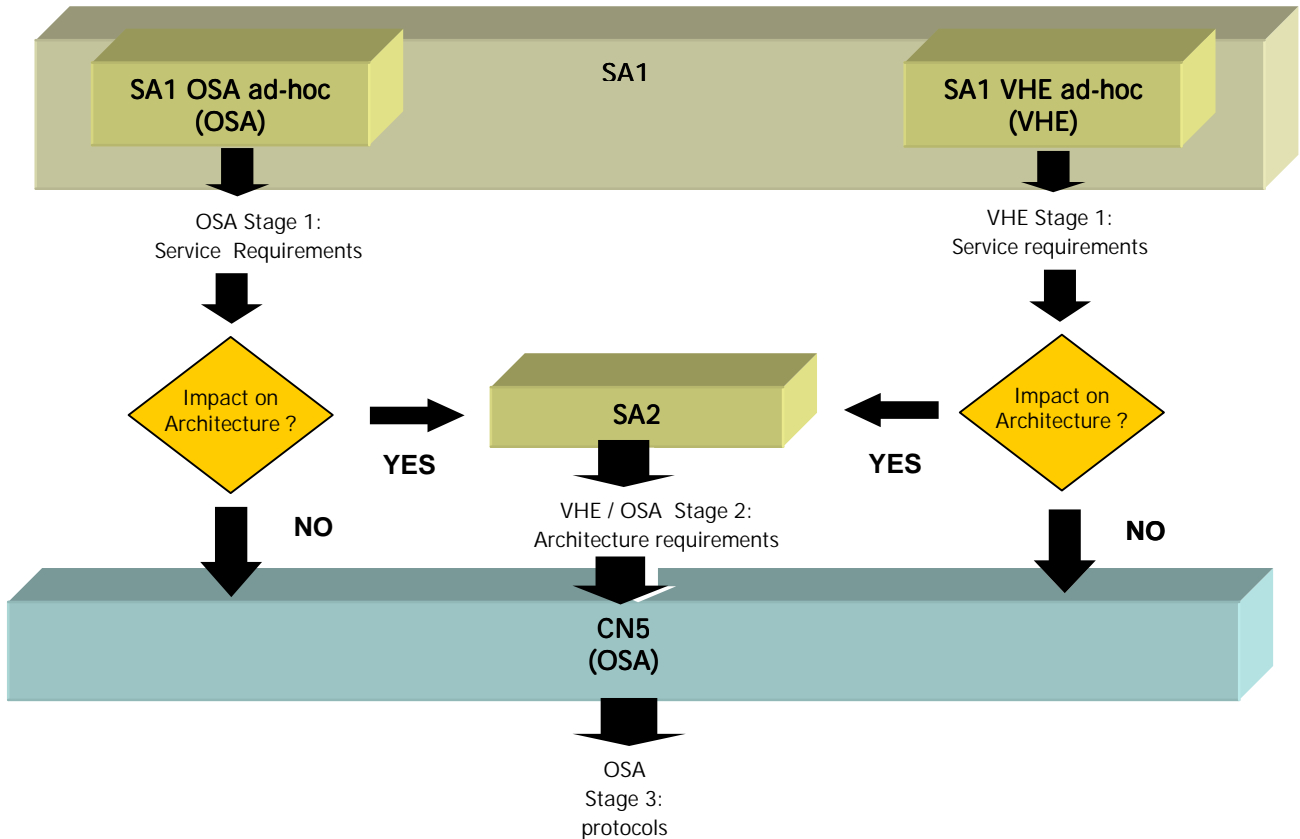 SA1
SA1 OSA ad-hoc
(OSA)
SA1 VHE ad-hoc
(VHE)
OSA Stage 1:
Service Requirements
VHE Stage 1:
Service requirements
Impact on
Architecture ?
YES
NO
SA2
Impact on
Architecture ?
YES
NO
VHE / OSA Stage 2:
Architecture requirements
CN5
(OSA)
OSA
Stage 3:
protocols